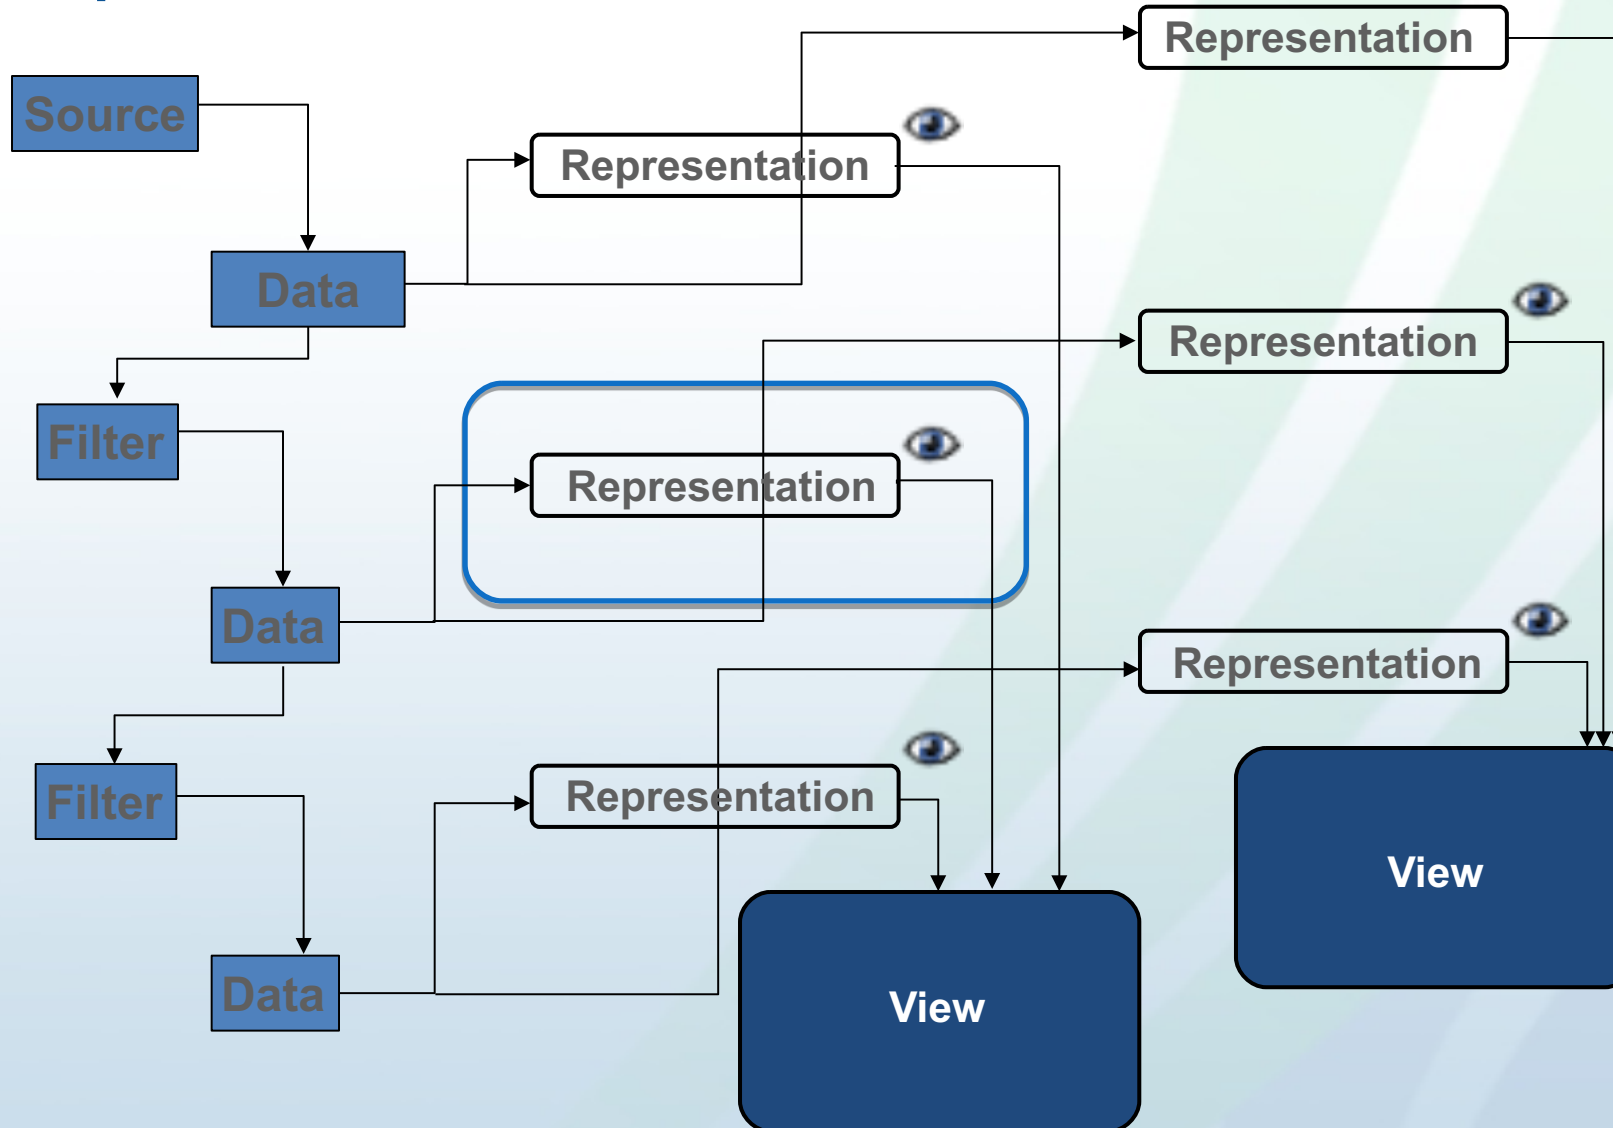 Representation
Source
Representation
Data
Representation
Filter
Representation
Data
Representation
Filter
Representation
View
Data
View